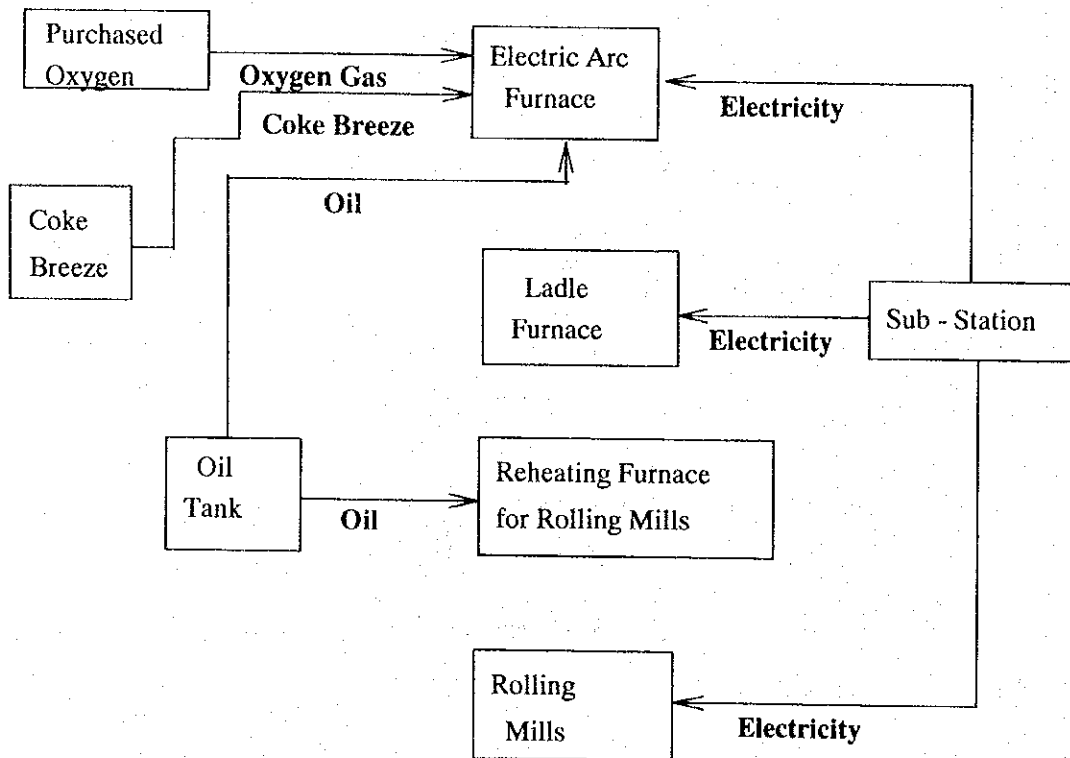 Purchased
Oxygen
Oxygen Gas
Coke Breeze
Electric Arc
Furnace
Electricity
Oil
Coke
Breeze
Ladle
Furnace
Electricity
Sub - Station
Oil
Tank
Oil
Reheating Furnace
for Rolling Mills
Rolling
Mills
Electricity